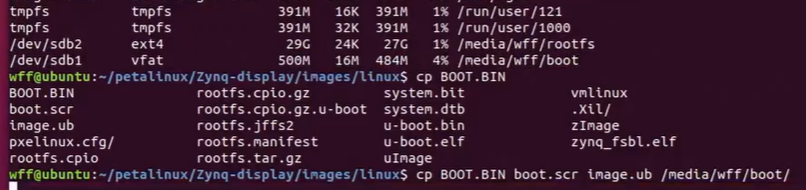 tmpfs tmpfs 391M 16K 391M 1% /run/user/121
tmpfs tmpfs 391M 32K 391M 1% /run/user/1000
/dev/sdb2 ext4 29G 24K 27G 1% /media/wff/rootfs
/dev/sdb1 vfat 500M 16M 484M 4% /media/wff/boot
wff@ubuntu:~/petalinux/Zynq-display/images/linux$ cp BOOT.BIN
BOOT.BIN rootfs.cpio.gz system.bit vmlinux
boot.scr rootfs.cpio.gz.u-boot system.dtb .Xil/
image.ub rootfs.jffs2 u-boot.bin zImage
pxelinux.cfg/ rootfs.manifest u-boot.elf zynq_fsbl.elf
rootfs.cpio rootfs.tar.gz uImage
wff@ubuntu:~/petalinux/Zynq-display/images/linux$ cp BOOT.BIN boot.scr image.ub /media/wff/boot/